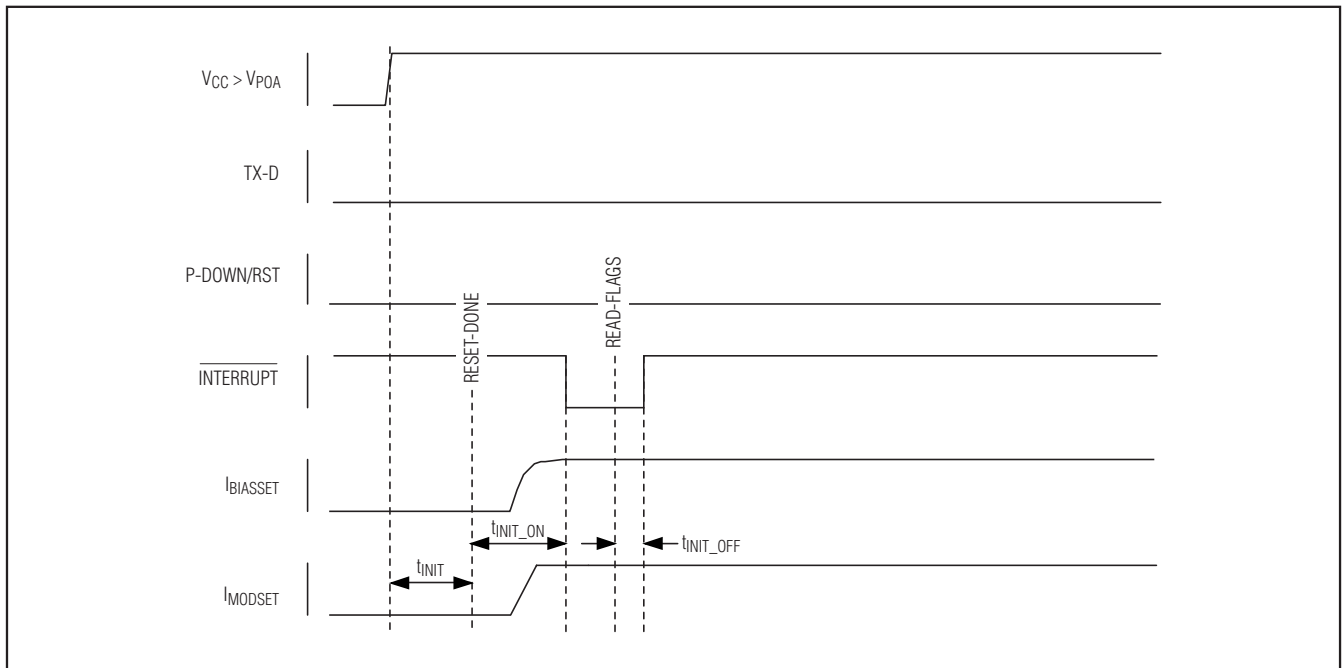 VCC > VPOA
TX-D
P-DOWN/RST
RESET-DONE
READ-FLAGS
INTERRUPT
IBIASSET
tINIT_ON
tINIT_OFF
tINIT
IMODSET